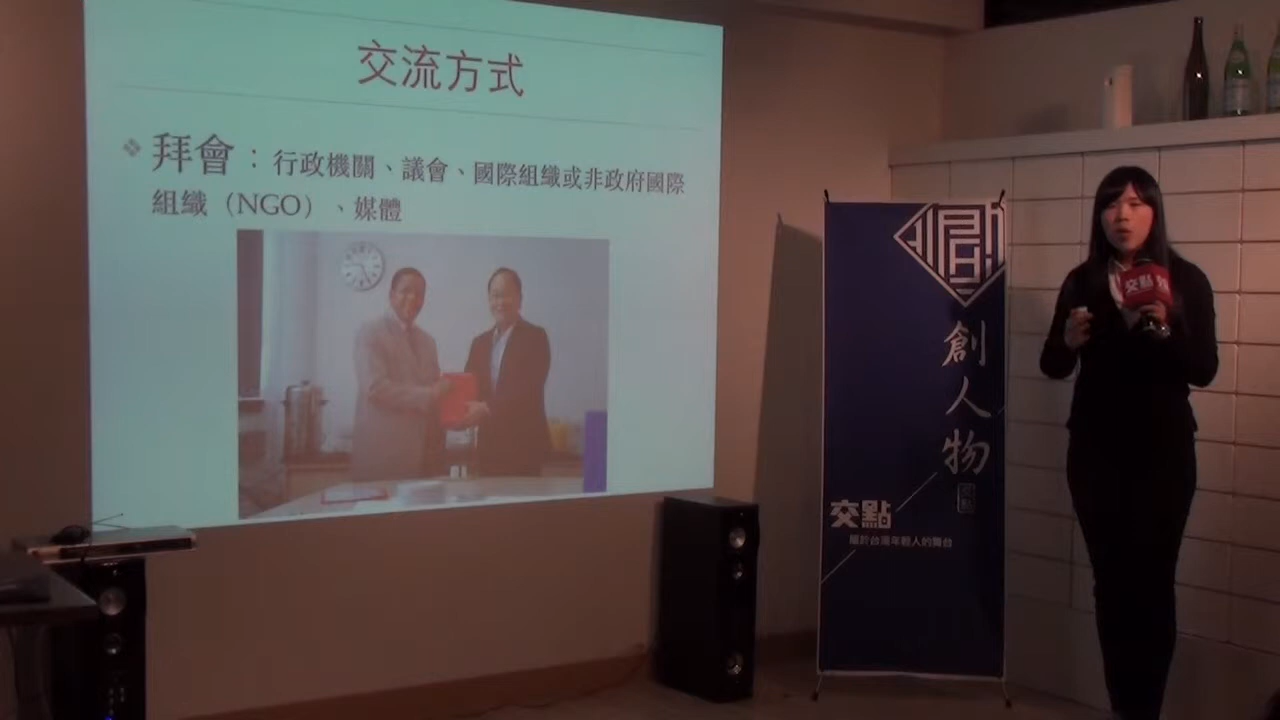 交流方式
拜會：行政機關、議會、國際組織或非政府國際
組織（NGO）、媒體
創人物
交點
屬於台灣年輕人的舞台
交點